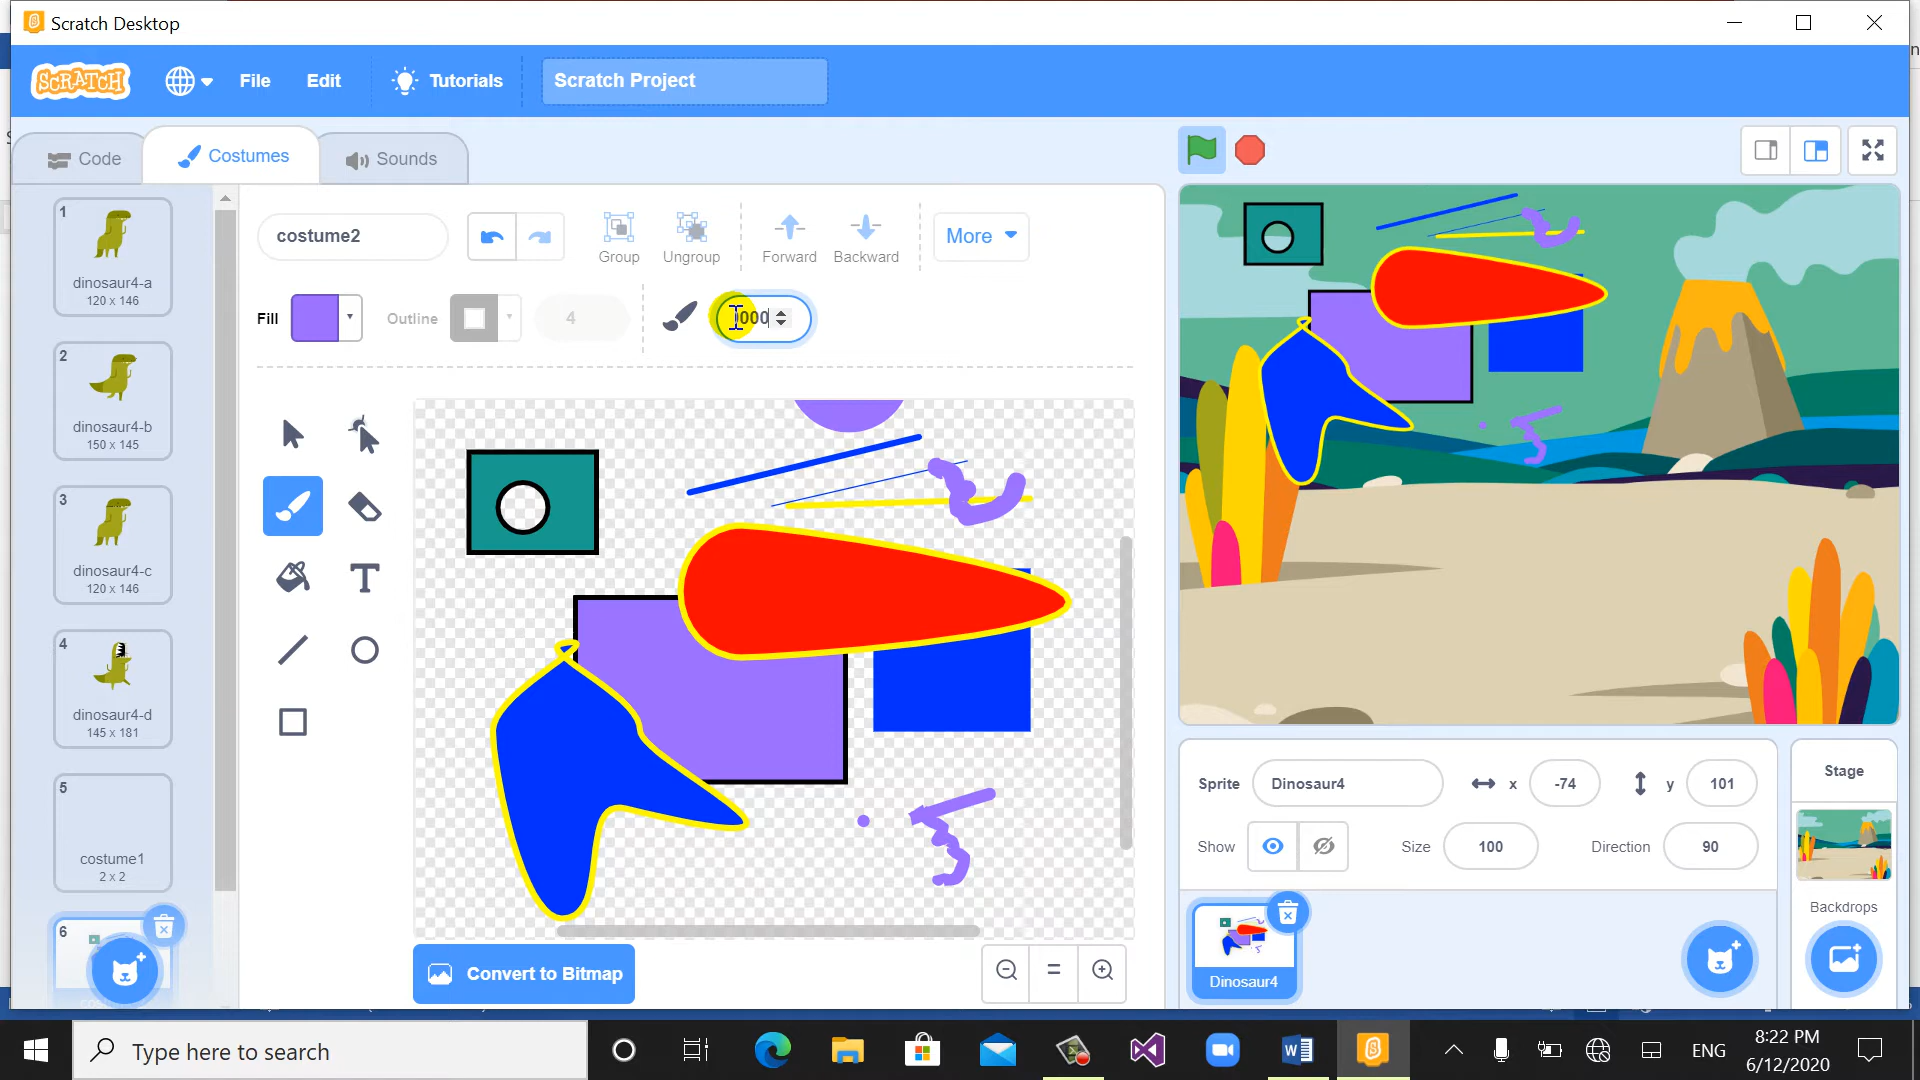 Scratch Desktop
SCRATCH
File
Edit
Tutorials
Scratch Project
Code
Costumes
Sounds
costume2
Group
Ungroup
Forward
Backward
More
Fill
Outline
4
1
dinosaur4-a
120 x 146
2
dinosaur4-b
150 x 145
3
dinosaur4-c
120 x 146
4
dinosaur4-d
145 x 181
5
costume1
2 x 2
6
T
Convert to Bitmap
Sprite
Dinosaur4
x
-74
y
101
Show
Size
100
Direction
90
Dinosaur4
Stage
Backdrops
Type here to search
ENG
8:22 PM
6/12/2020